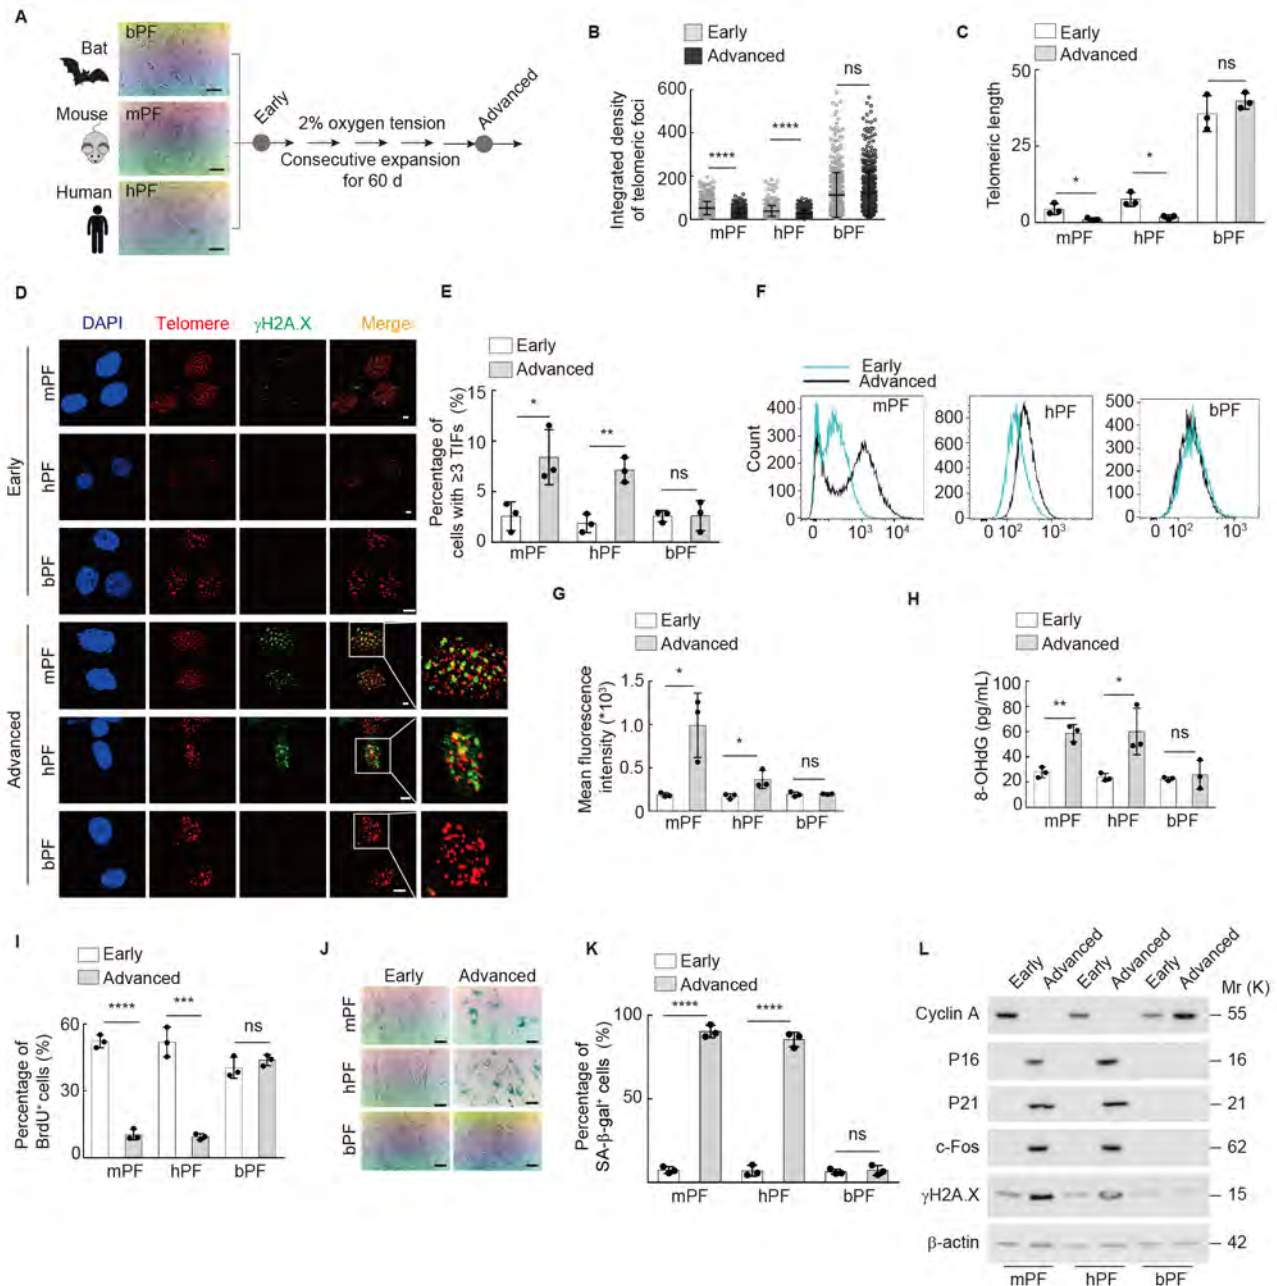 A
Bat
Mouse
Human
bPF
mPF
hPF
Early
2% oxygen tension
Consecutive expansion
for 60 d
Advanced
B
Early
Advanced
Integrated density
of telomeric foci
600
400
200
0
****
****
ns
mPF
hPF
bPF
C
Early
Advanced
Telomeric length
50
25
0
*
*
ns
mPF
hPF
bPF
D
DAPI
Telomere
γH2A.X
Merge
Early
mPF
hPF
bPF
Advanced
mPF
hPF
bPF
E
Early
Advanced
Percentage of
cells with ≥3 TIFs (%)
15
10
5
0
*
**
ns
mPF
hPF
bPF
F
Early
Advanced
Count
mPF
400
300
200
100
0
0
10³
10⁴
hPF
800
600
400
200
0
0
10²
10³
bPF
500
400
300
200
100
0
0
10²
10³
G
Early
Advanced
Mean fluorescence
intensity (*10³)
1.5
1.0
0.5
0
*
*
ns
mPF
hPF
bPF
H
Early
Advanced
8-OHdG (pg/mL)
100
80
60
40
20
0
**
*
ns
mPF
hPF
bPF
I
Early
Advanced
Percentage of
BrdU⁺ cells (%)
60
30
0
****
***
ns
mPF
hPF
bPF
J
Early
Advanced
mPF
hPF
bPF
K
Early
Advanced
Percentage of
SA-β-gal⁺ cells (%)
100
50
0
****
****
ns
mPF
hPF
bPF
L
Early
Advanced
Early
Advanced
Early
Advanced
Mr (K)
Cyclin A
55
P16
16
P21
21
c-Fos
62
γH2A.X
15
β-actin
42
mPF
hPF
bPF